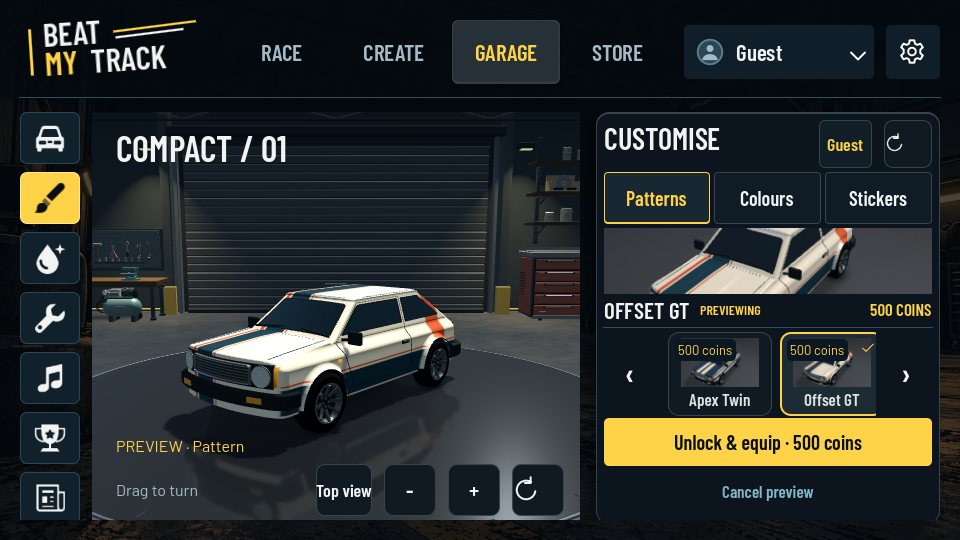 BEAT
MY TRACK
RACE
CREATE
GARAGE
STORE
Guest
COMPACT / 01
CUSTOMISE
Guest
Patterns
Colours
Stickers
OFFSET GT
PREVIEWING
500 COINS
500 coins
Apex Twin
500 coins
Offset GT
Unlock & equip · 500 coins
Cancel preview
PREVIEW · Pattern
Drag to turn
Top view
-
+